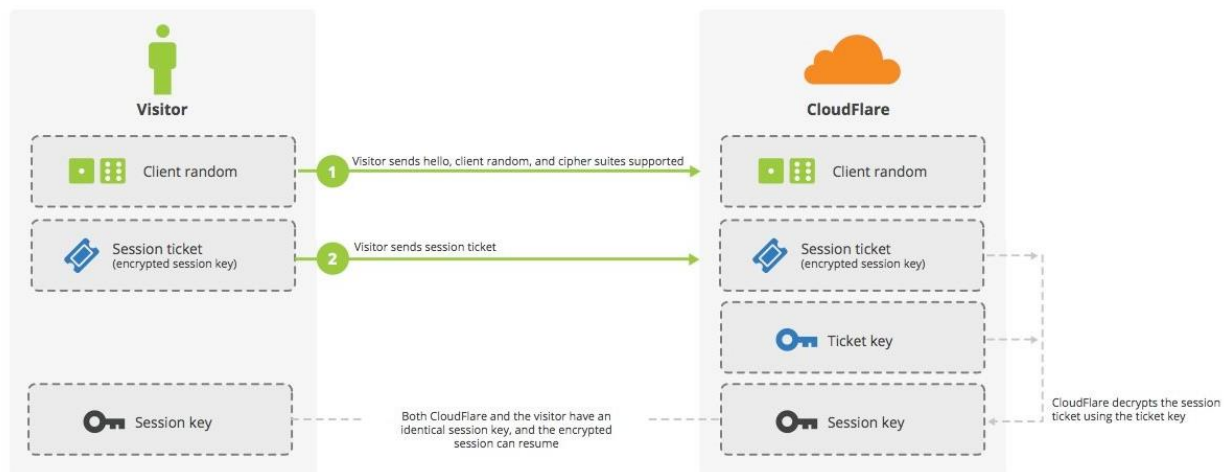 Visitor
CloudFlare
Client random
1
Visitor sends hello, client random, and cipher suites supported
Client random
Session ticket
(encrypted session key)
2
Visitor sends session ticket
Session ticket
(encrypted session key)
Ticket key
Session key
Both CloudFlare and the visitor have an
identical session key, and the encrypted
session can resume
Session key
CloudFlare decrypts the session
ticket using the ticket key